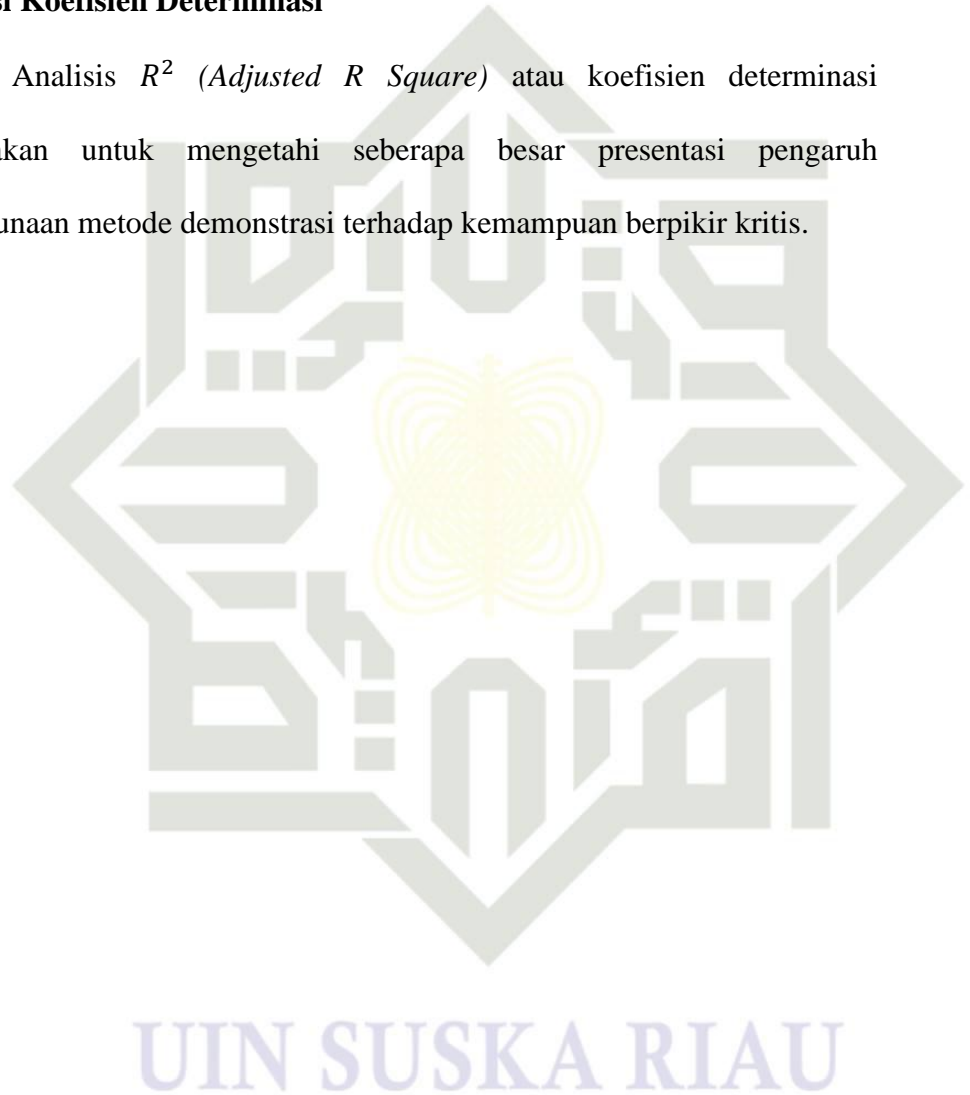 si Koefisien Determinasi
Analisis R² (Adjusted R Square) atau koefisien determinasi
akan untuk mengetahi seberapa besar presentasi pengaruh
unaan metode demonstrasi terhadap kemampuan berpikir kritis.
UIN SUSKA RIAU